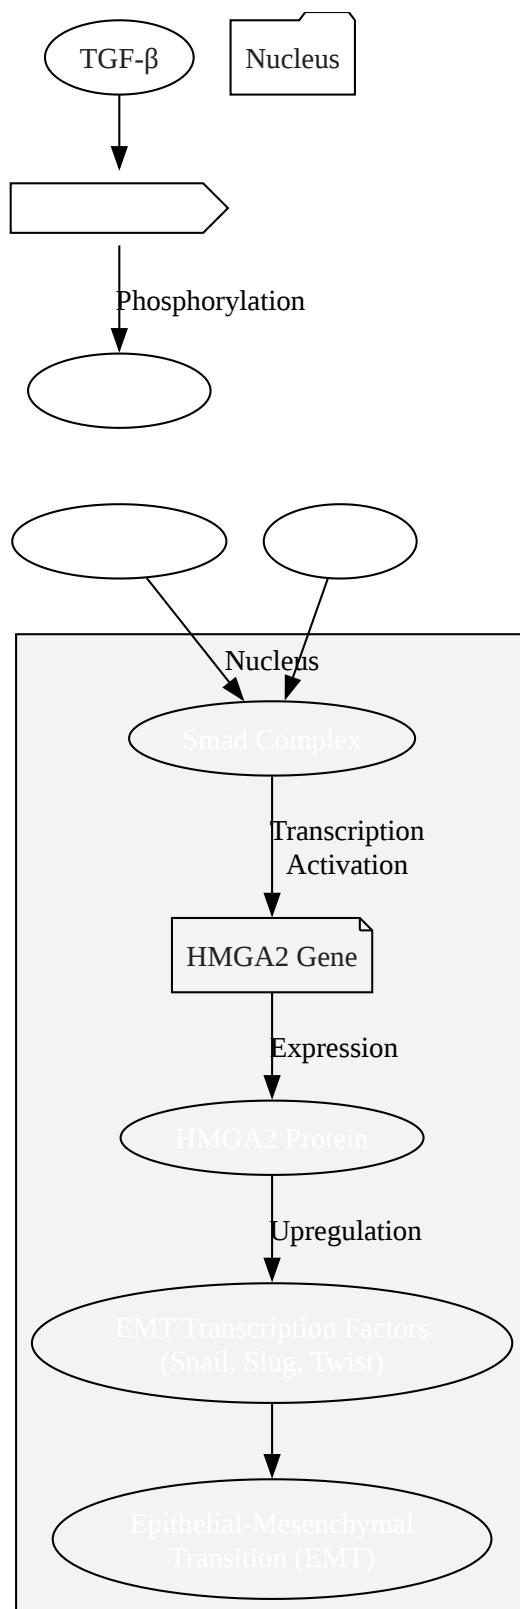 TGF-β
Nucleus
Phosphorylation
Nucleus
Smad Complex
Transcription
Activation
HMGA2 Gene
Expression
HMGA2 Protein
Upregulation
EMT Transcription Factors
(Snail, Slug, Twist)
Epithelial-Mesenchymal
Transition (EMT)